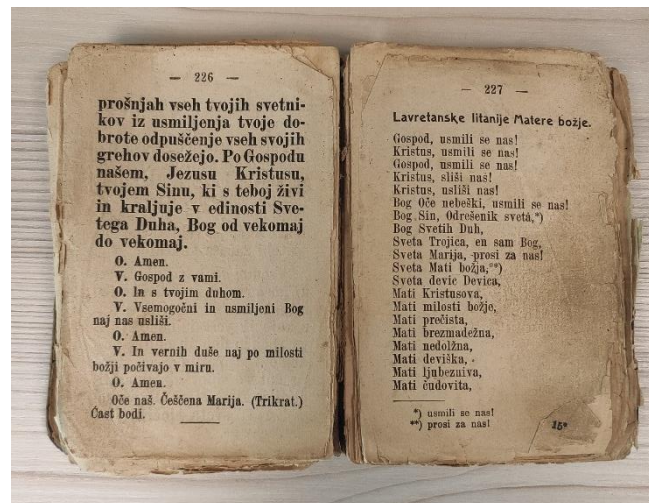 — 226 —
prošnjah vseh tvojih svetni-
kov iz usmiljenja tvoje do-
brote odpuščenje vseh svojih
grehov dosežejo. Po Gospodu
našem, Jezusu Kristusu,
tvojem Sinu, ki s teboj živi
in kraljuje v edinosti Sve-
tega Duha, Bog od vekomaj
do vekomaj.
O. Amen.
V. Gospod z vami.
O. In s tvojim duhom.
V. Vsemogočni in usmiljeni Bog
naj nas usliši.
O. Amen.
V. In vernih duše naj po milosti
božji počivajo v miru.
O. Amen.
Oče naš. Češčena Marija. (Trikrat.)
Čast bodi.
— 227 —
Lavretanske litanije Matere božje.
Gospod, usmili se nas!
Kristus, usmili se nas!
Gospod, usmili se nas!
Kristus, sliši nas!
Kristus, usliši nas!
Bog Oče nebeški, usmili se nas!
Bog Sin, Odrešenik sveta,*)
Bog Svetih Duh,
Sveta Trojica, en sam Bog,
Sveta Marija, prosi za nas!
Sveta Mati božja,**)
Sveta devic Devica,
Mati Kristusova,
Mati milosti božje,
Mati prečista,
Mati brezmadežna,
Mati nedolžna,
Mati deviška,
Mati ljubezniva,
Mati čudovita,
*) usmili se nas!
**) prosi za nas!
15*